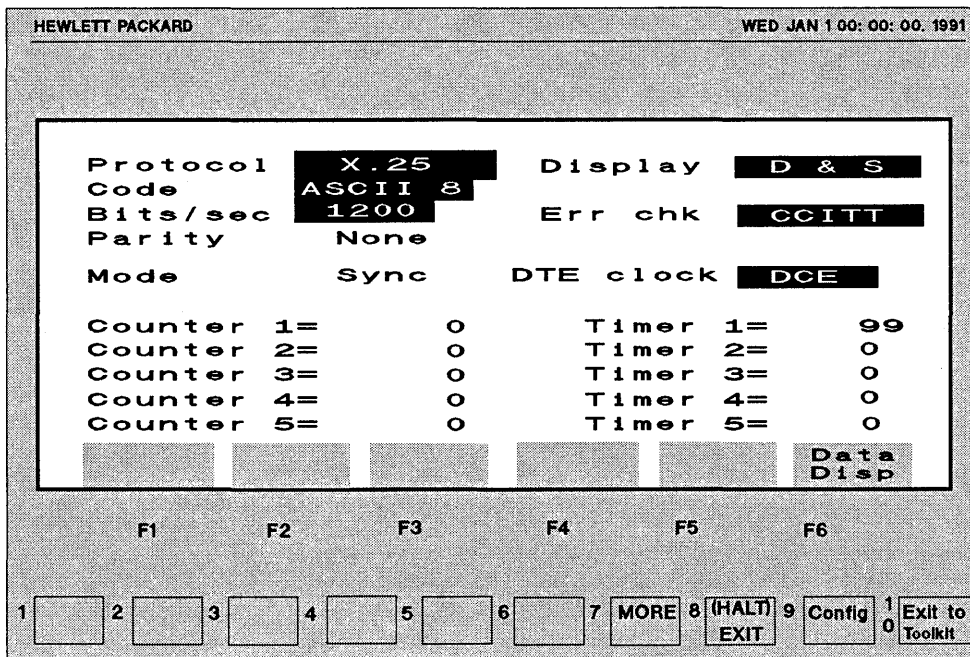 HEWLETT PACKARD WED JAN 1 00: 00: 00. 1991
Protocol X.25 Display D & S
Code ASCII 8
Bits/sec 1200 Err chk CCITT
Parity None
Mode Sync DTE clock DCE
Counter 1= 0 Timer 1= 99
Counter 2= 0 Timer 2= 0
Counter 3= 0 Timer 3= 0
Counter 4= 0 Timer 4= 0
Counter 5= 0 Timer 5= 0
Data
Disp
F1 F2 F3 F4 F5 F6
1 2 3 4 5 6 7 MORE 8 (HALT) EXIT 9 Config 10 Exit to Toolkit